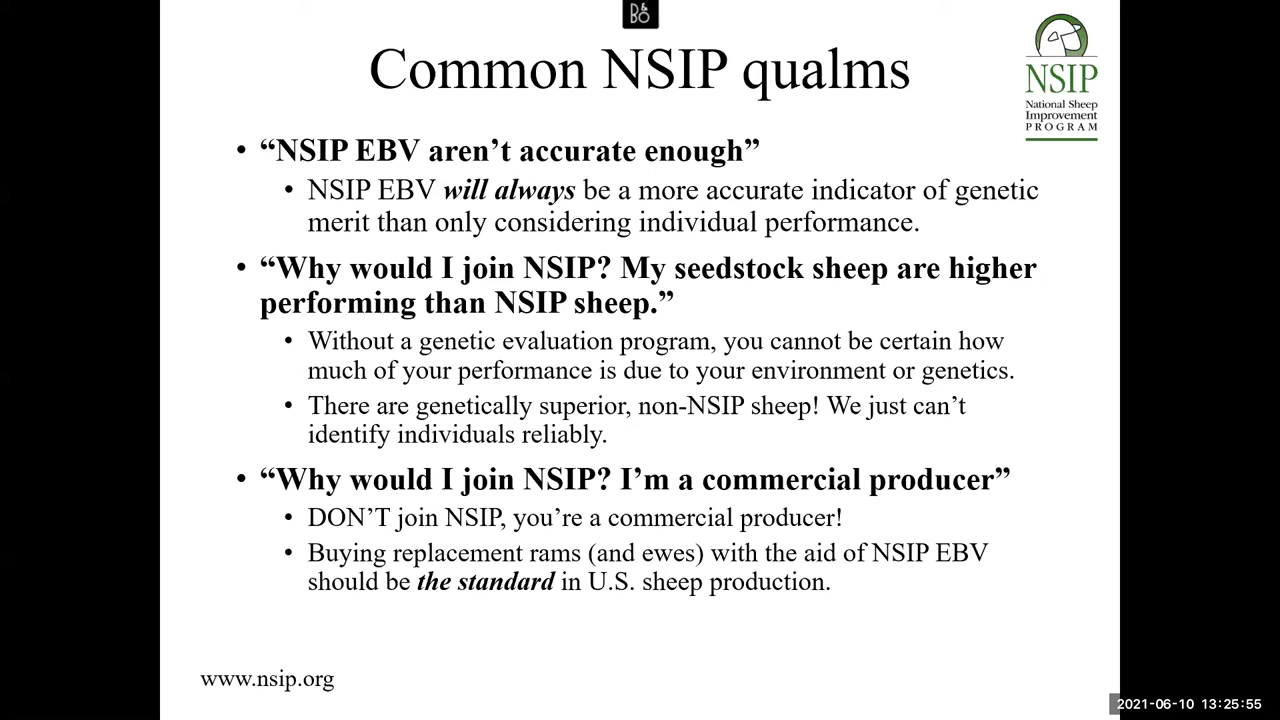 B&O
Common NSIP qualms
NSIP
National Sheep
Improvement
PROGRAM
• “NSIP EBV aren’t accurate enough”
• NSIP EBV will always be a more accurate indicator of genetic
merit than only considering individual performance.
• “Why would I join NSIP? My seedstock sheep are higher
performing than NSIP sheep.”
• Without a genetic evaluation program, you cannot be certain how
much of your performance is due to your environment or genetics.
• There are genetically superior, non-NSIP sheep! We just can’t
identify individuals reliably.
• “Why would I join NSIP? I’m a commercial producer”
• DON’T join NSIP, you’re a commercial producer!
• Buying replacement rams (and ewes) with the aid of NSIP EBV
should be the standard in U.S. sheep production.
www.nsip.org
2021-06-10 13:25:55